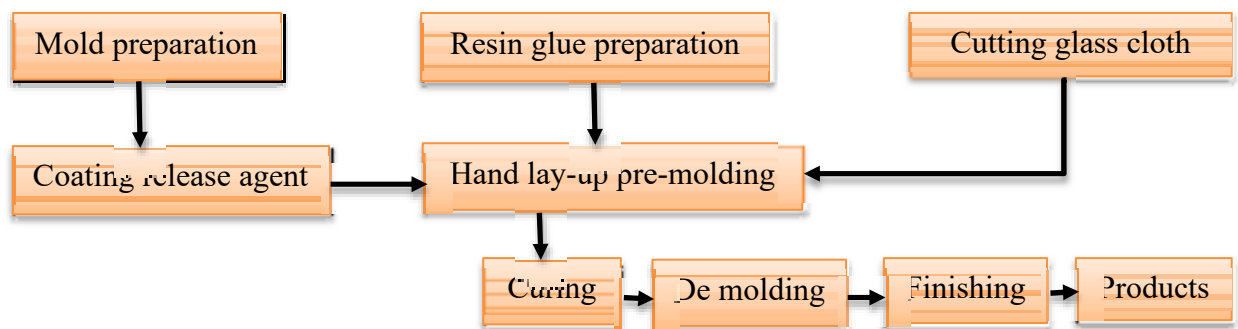 Mold preparation
Resin glue preparation
Cutting glass cloth
Coating release agent
Hand lay-up pre-molding
Curing
De molding
Finishing
Products